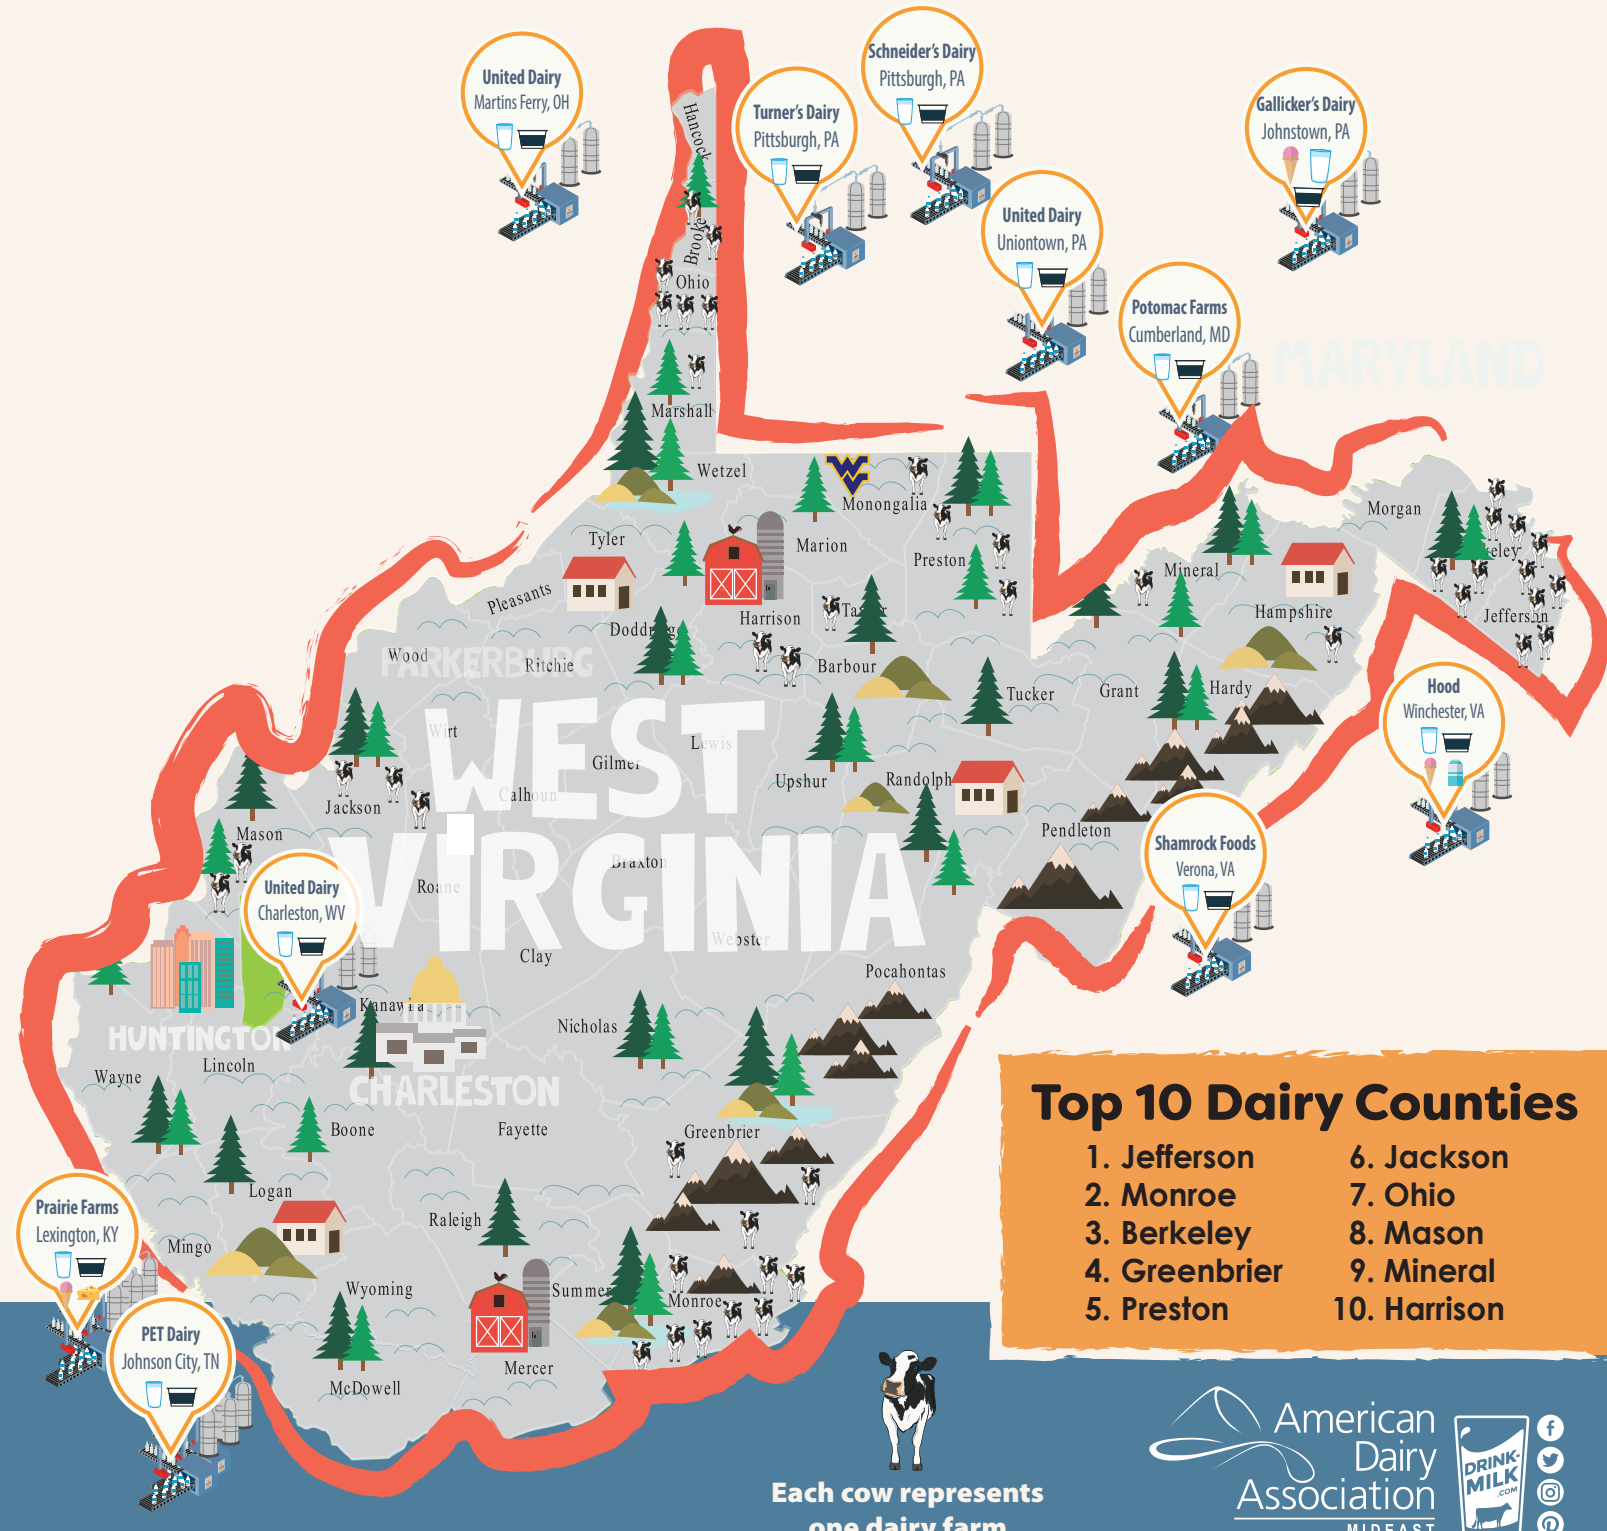 Schneider's Dairy
Pittsburgh, PA
United Dairy
Martins Ferry, OH
Turner's Dairy
Pittsburgh, PA
Gallicker's Dairy
Johnstown, PA
Hancock
United Dairy
Uniontown, PA
Brooke
Ohio
Potomac Farms
Cumberland, MD
MARYLAND
Marshall
Wetzel
Monongalia
Morgan
Tyler
Marion
Preston
Mineral
Pleasants
Harrison
Hampshire
Jefferson
Wood
PARKERBURG
Ritchie
Barbour
Tucker
Grant
Hardy
Hood
Winchester, VA
Wirt
WEST
Lewis
Gilmer
Calhoun
Upshur
Randolph
Jackson
Mason
Pendleton
Shamrock Foods
Verona, VA
VIRGINIA
Braxton
Roane
United Dairy
Charleston, WV
Webster
Clay
Pocahontas
Kanawha
Nicholas
HUNTINGTON
Lincoln
Wayne
CHARLESTON
Boone
Fayette
Greenbrier
Logan
Raleigh
Mingo
Prairie Farms
Lexington, KY
Wyoming
Summer
Monroe
PET Dairy
Johnson City, TN
Mercer
McDowell
Top 10 Dairy Counties
1. Jefferson
2. Monroe
3. Berkeley
4. Greenbrier
5. Preston
6. Jackson
7. Ohio
8. Mason
9. Mineral
10. Harrison
Each cow represents
one dairy farm
American
Dairy
Association
MIDEAST
DRINK-
MILK
.COM